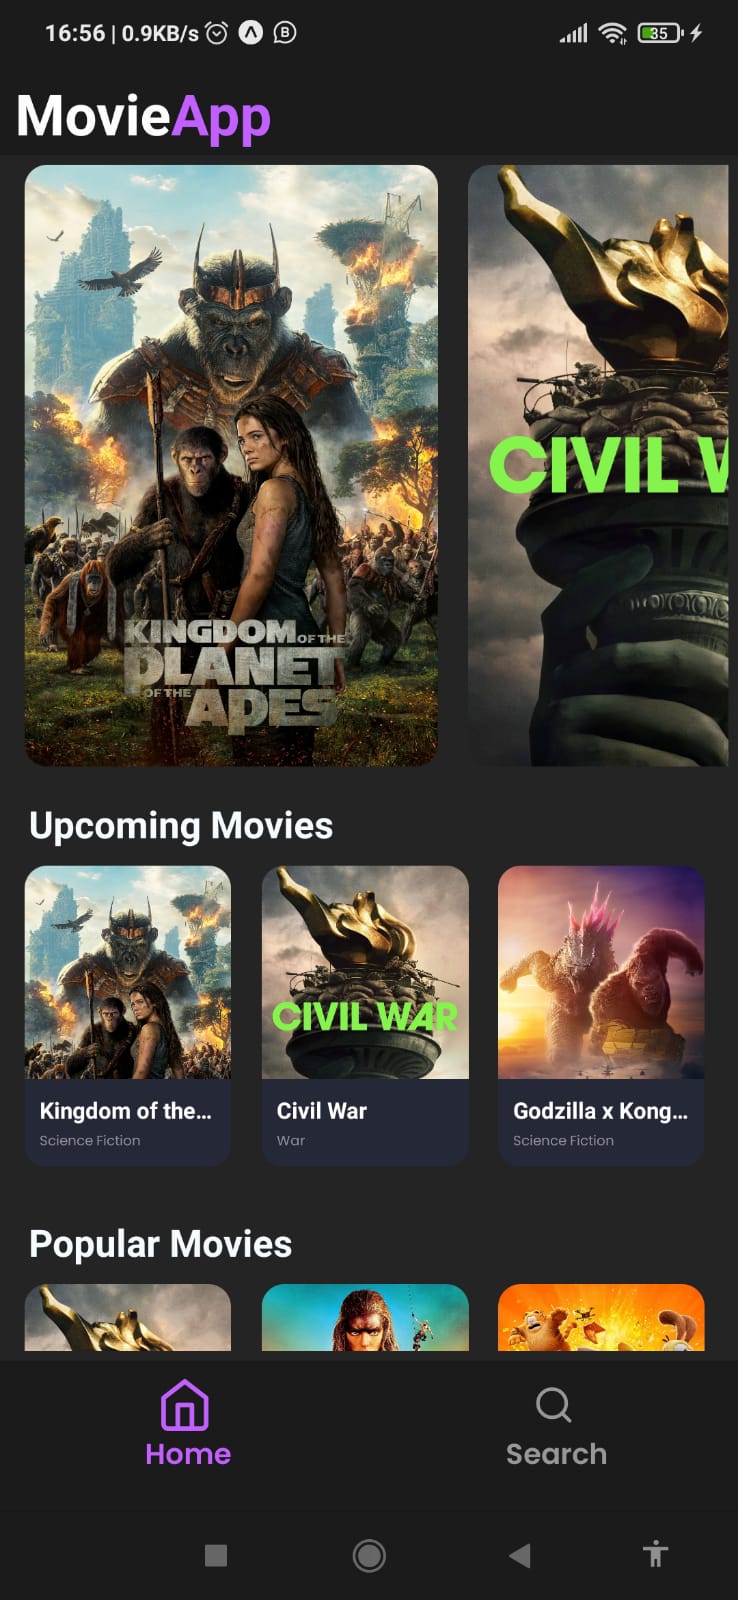 16:56 | 0.9KB/s
B
35
MovieApp
KINGDOM OF THE
PLANET
OF THE APES
CIVIL W
Upcoming Movies
CIVIL WAR
Kingdom of the...
Civil War
Godzilla x Kong...
Science Fiction
War
Science Fiction
Popular Movies
Home
Search